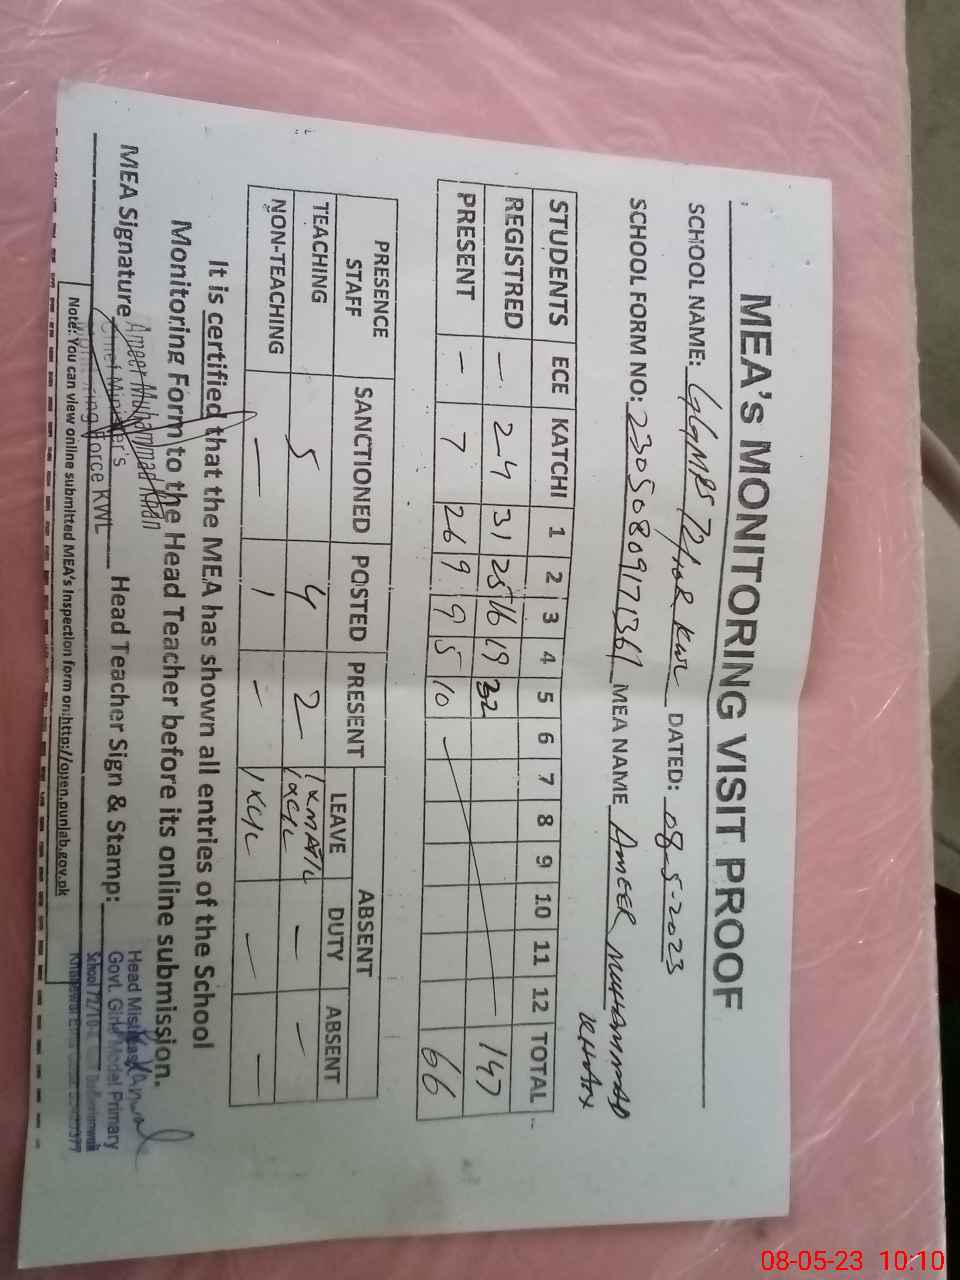 MEA's MONITORING VISIT PROOF
SCHOOL NAME: GGMPS 72/10R KWL DATED: 08-5-2023
SCHOOL FORM NO: MEA NAME AMEER MUHAMMAD
KHAN
STUDENTS ECE KATCHI 1 2 3 4 5 6 7 8 9 10 11 12 TOTAL
REGISTRED - 24 31 25 16 19 32 147
PRESENT - 7 26 9 9 5 10 66
PRESENCE STAFF SANCTIONED POSTED PRESENT ABSENT
LEAVE DUTY ABSENT
TEACHING 5 4 2 - -
NON-TEACHING - 1 - - -
It is certified that the MEA has shown all entries of the School
Monitoring Form to the Head Teacher before its online submission.
MEA Signature Head Teacher Sign & Stamp:
Ameer Muhammad Khan
Chief Minister's
Monitoring Force KWL
Head Mistress
Govt. Girls Model Primary
School 72/10-R
Note: You can view online submitted MEA's Inspection form on:http://open.punjab.gov.pk
08-05-23 10:10